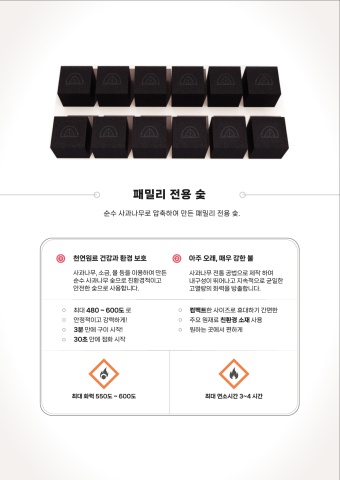 패밀리 전용 숯
순수 사과나무로 압축하여 만든 패밀리 전용 숯.
천연원료 건강과 환경 보호
사과나무, 소금, 물 등을 이용하여 만든
순수 사과나무 숯으로 친환경적이고
안전한 숯으로 사용합니다.
아주 오래, 매우 강한 불
사과나무 전통 공법으로 제작 하여
내구성이 뛰어나고 지속적으로 균일한
고열량의 화력을 방출합니다.
최대 480 ~ 600도 로
안정적이고 강력하게!
3분 만에 구이 시작!
30초 만에 점화 시작
컴팩트한 사이즈로 휴대하기 간편한
주요 원재료 친환경 소재 사용
원하는 곳에서 편하게
최대 화력 550도 ~ 600도
최대 연소시간 3~4 시간